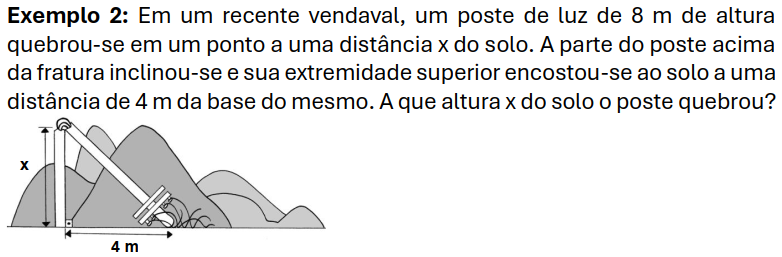 Exemplo 2: Em um recente vendaval, um poste de luz de 8 m de altura
quebrou-se em um ponto a uma distância x do solo. A parte do poste acima
da fratura inclinou-se e sua extremidade superior encostou-se ao solo a uma
distância de 4 m da base do mesmo. A que altura x do solo o poste quebrou?
x
4 m